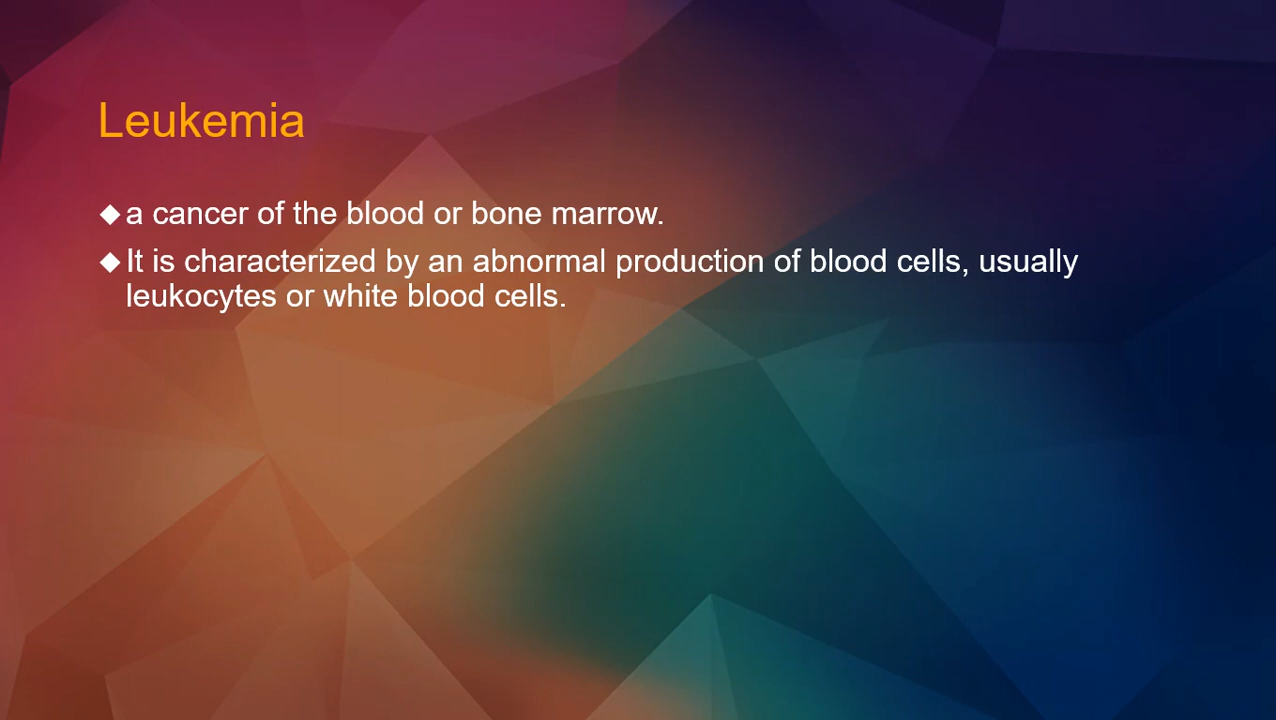 Leukemia
◆a cancer of the blood or bone marrow.
◆It is characterized by an abnormal production of blood cells, usually
leukocytes or white blood cells.